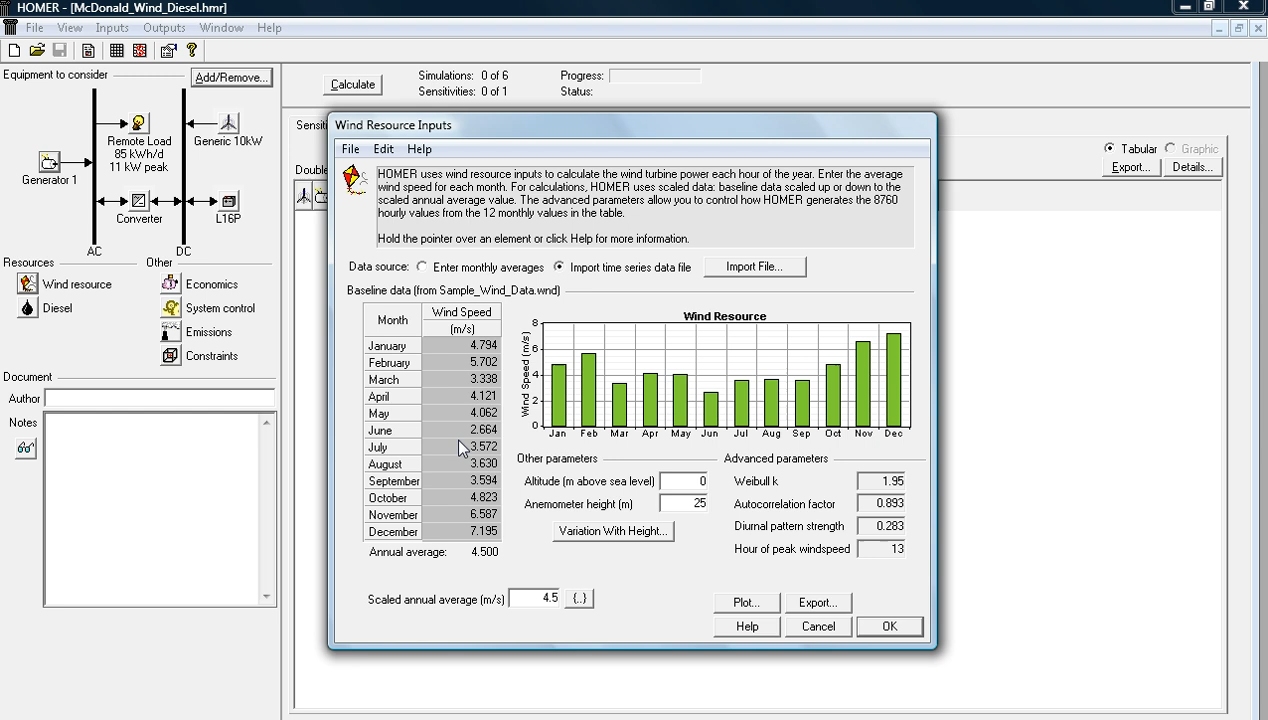 HOMER - [McDonald_Wind_Diesel.hmr]
File View Inputs Outputs Window Help
Equipment to consider
Add/Remove...
Remote Load
85 kWh/d
11 kW peak
Generic 10kW
Generator 1
Converter
L16P
AC
DC
Resources
Other
Wind resource
Economics
Diesel
System control
Emissions
Constraints
Document
Author
Notes
Calculate
Simulations: 0 of 6
Sensitivities: 0 of 1
Progress:
Status:
Sensiti
Double
Tabular
Graphic
Export...
Details...
Wind Resource Inputs
File Edit Help
HOMER uses wind resource inputs to calculate the wind turbine power each hour of the year. Enter the average
wind speed for each month. For calculations, HOMER uses scaled data: baseline data scaled up or down to the
scaled annual average value. The advanced parameters allow you to control how HOMER generates the 8760
hourly values from the 12 monthly values in the table.
Hold the pointer over an element or click Help for more information.
Data source: Enter monthly averages Import time series data file Import File...
Baseline data (from Sample_Wind_Data.wnd)
Month Wind Speed
(m/s)
January 4.794
February 5.702
March 3.338
April 4.121
May 4.062
June 2.664
July 3.572
August 3.630
September 3.594
October 4.823
November 6.587
December 7.195
Annual average: 4.500
Scaled annual average (m/s) 4.5 {..}
Wind Resource
Wind Speed (m/s)
8
6
4
2
0
Jan Feb Mar Apr May Jun Jul Aug Sep Oct Nov Dec
Other parameters
Altitude (m above sea level) 0
Anemometer height (m) 25
Variation With Height...
Advanced parameters
Weibull k 1.95
Autocorrelation factor 0.893
Diurnal pattern strength 0.283
Hour of peak windspeed 13
Plot... Export...
Help Cancel OK